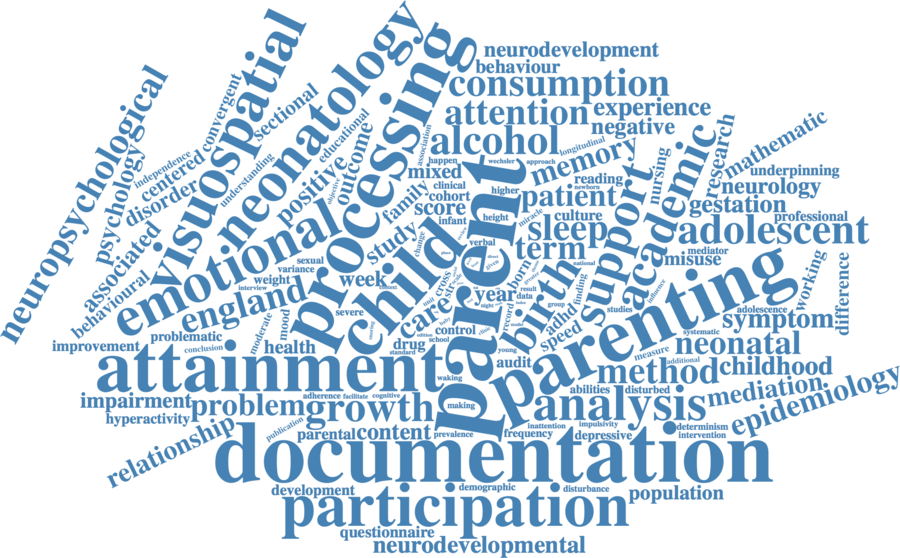 neurodevelopment
behaviour
consumption
attention
experience
alcohol
negative
neuropsychological
psychology
independence
convergent
centered
disorder
visuospatial
sectional
understanding
neonatology
educational
positive
objective
outcome
processing
association
happen
mixed
clinical
cohort
family
score
infant
wechsler
approach
longitudinal
memory
higher
patient
newborn
reading
height
culture
miracle
nursing
research
mathematic
underpinning
neurology
gestation
professional
academic
support
adolescent
mediator
misuse
associated
behavioural
emotional
england
sexual
variance
weight
interview
week
study
change
child
parent
verbal
sleep
term
born
birth
national
finding
influence
parenting
working
difference
problematic
improvement
conclusion
moderate
mood
severe
health
drug
standard
care
cross
year
data
result
record
group
adhd
speed
studies
adolescence
symptom
systematic
measure
additional
neonatal
control
school
clinic
young
audit
attainment
waking
method
childhood
impairment
hyperactivity
problem
adherence
facilitate
cognitive
growth
making
analysis
abilities
disturbed
mediation
epidemiology
relationship
publication
parental
content
prevalence
frequency
inattention
impulsivity
depressive
determinism
intervention
documentation
development
demographic
disturbance
population
participation
questionnaire
neurodevelopmental